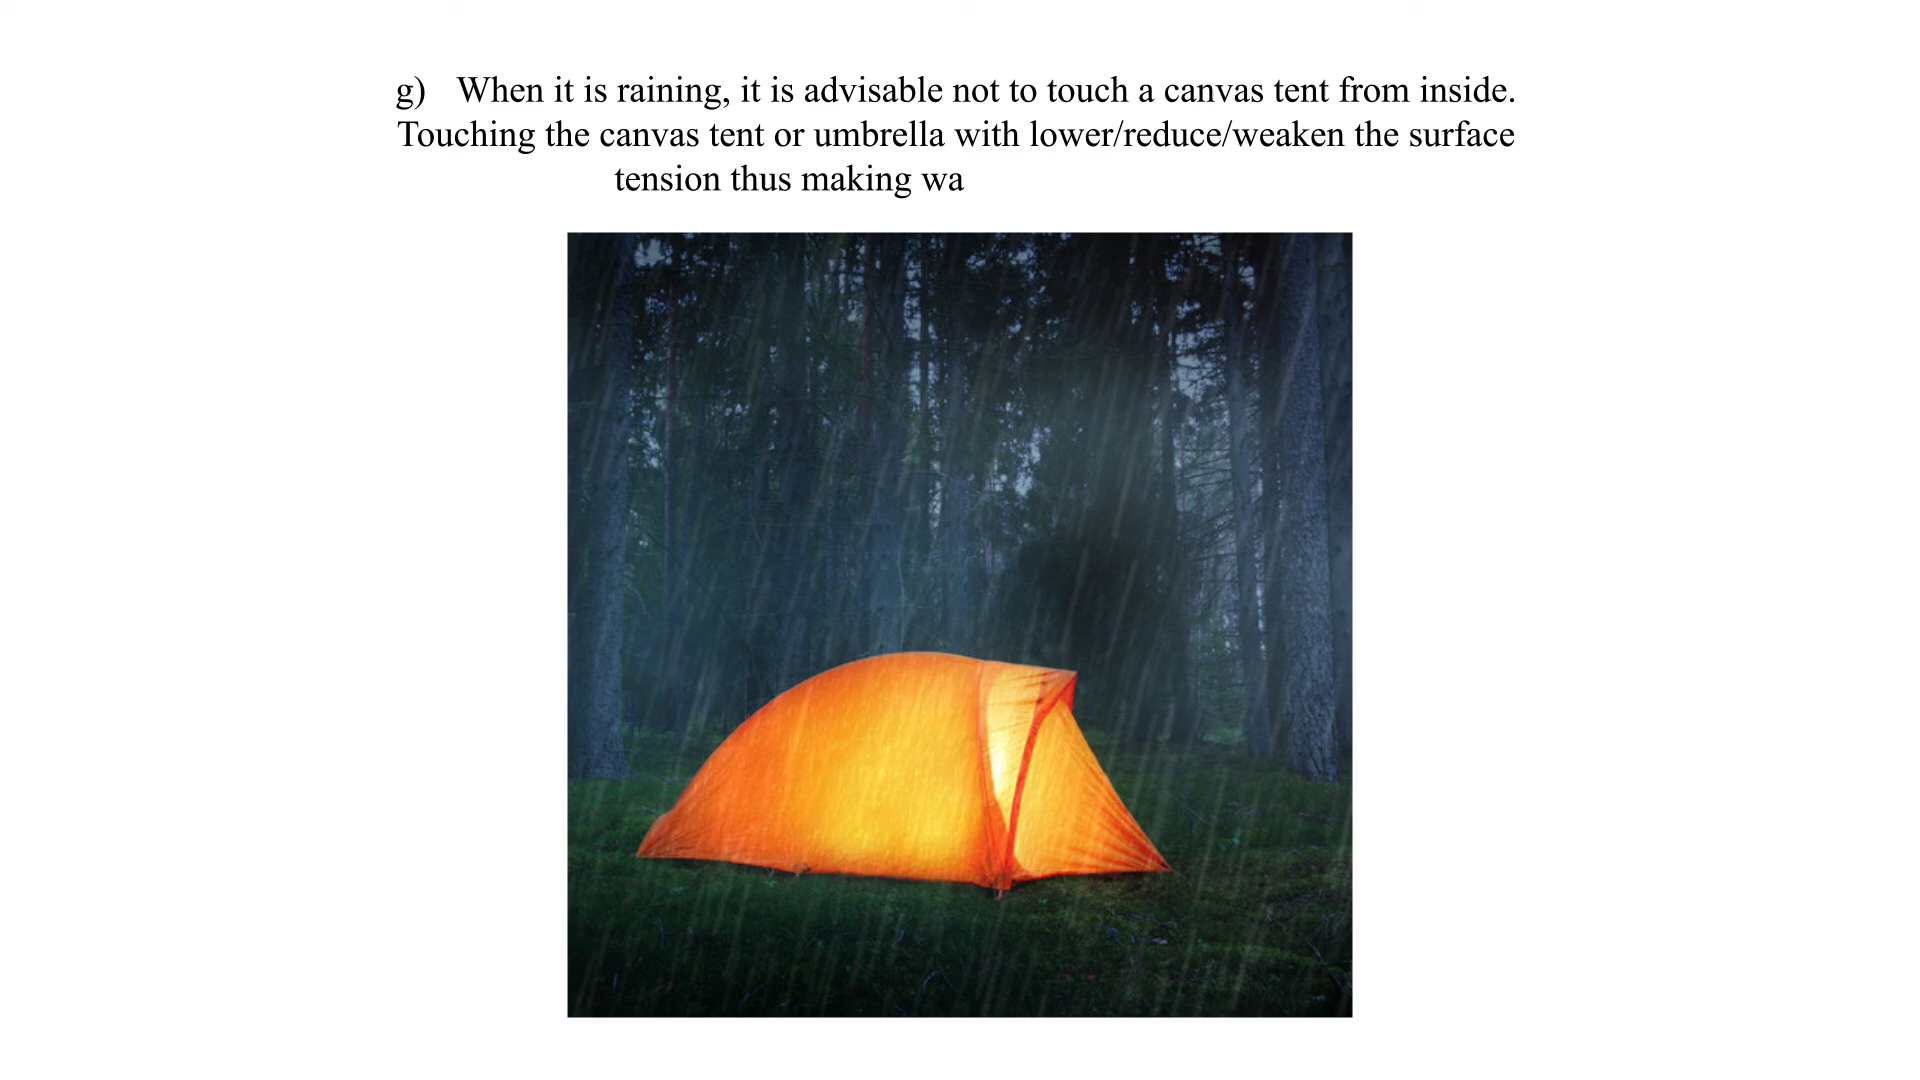 g) When it is raining, it is advisable not to touch a canvas tent from inside.
Touching the canvas tent or umbrella with lower/reduce/weaken the surface
tension thus making wa